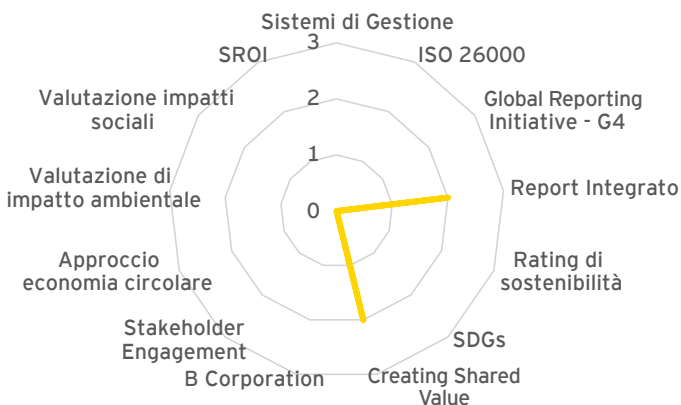 Sistemi di Gestione
3
SROI
ISO 26000
2
Valutazione impatti
sociali
Global Reporting
Initiative - G4
1
Valutazione di
impatto ambientale
Report Integrato
0
Approccio
economia circolare
Rating di
sostenibilità
Stakeholder
Engagement
SDGs
B Corporation
Creating Shared
Value